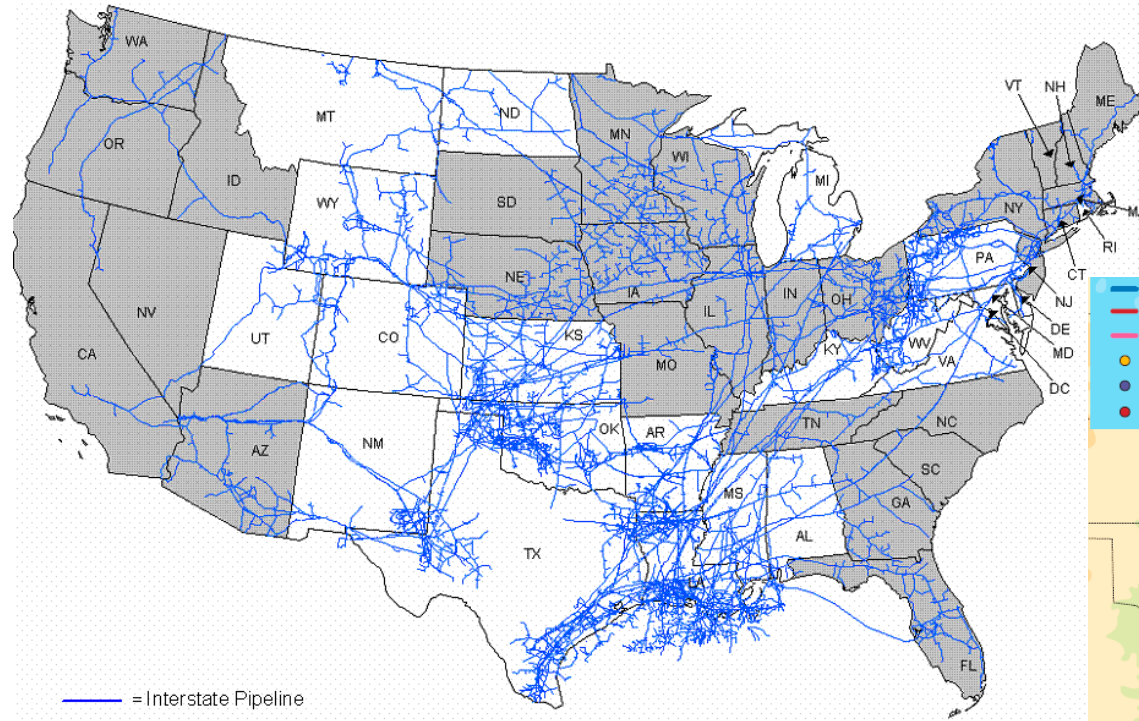 WA
MT
ND
MN
VT
NH
ME
OR
ID
WY
SD
WI
MI
NY
M
RI
CT
NJ
DE
MD
DC
NV
UT
CO
NE
IA
IL
IN
OH
PA
CA
AZ
NM
KS
MO
KY
WV
VA
OK
AR
TN
NC
SC
GA
MS
AL
TX
LA
FL
= Interstate Pipeline